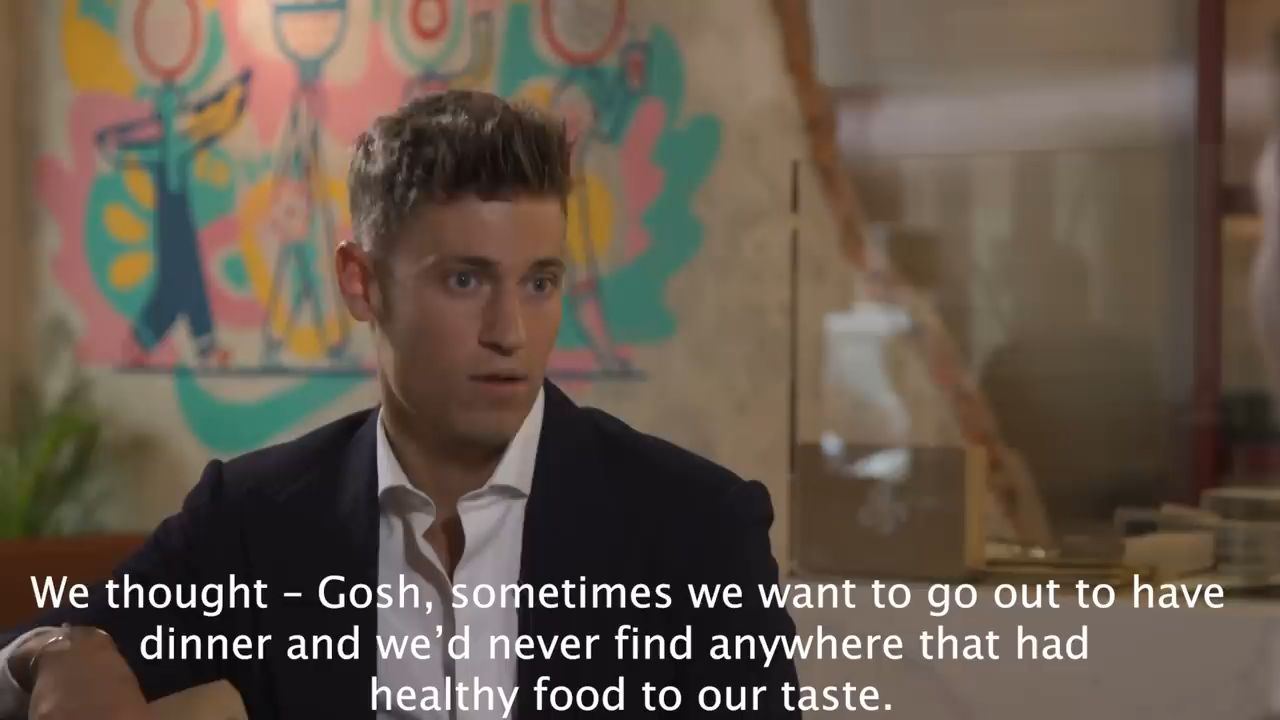 We thought – Gosh, sometimes we want to go out to have
dinner and we’d never find anywhere that had
healthy food to our taste.